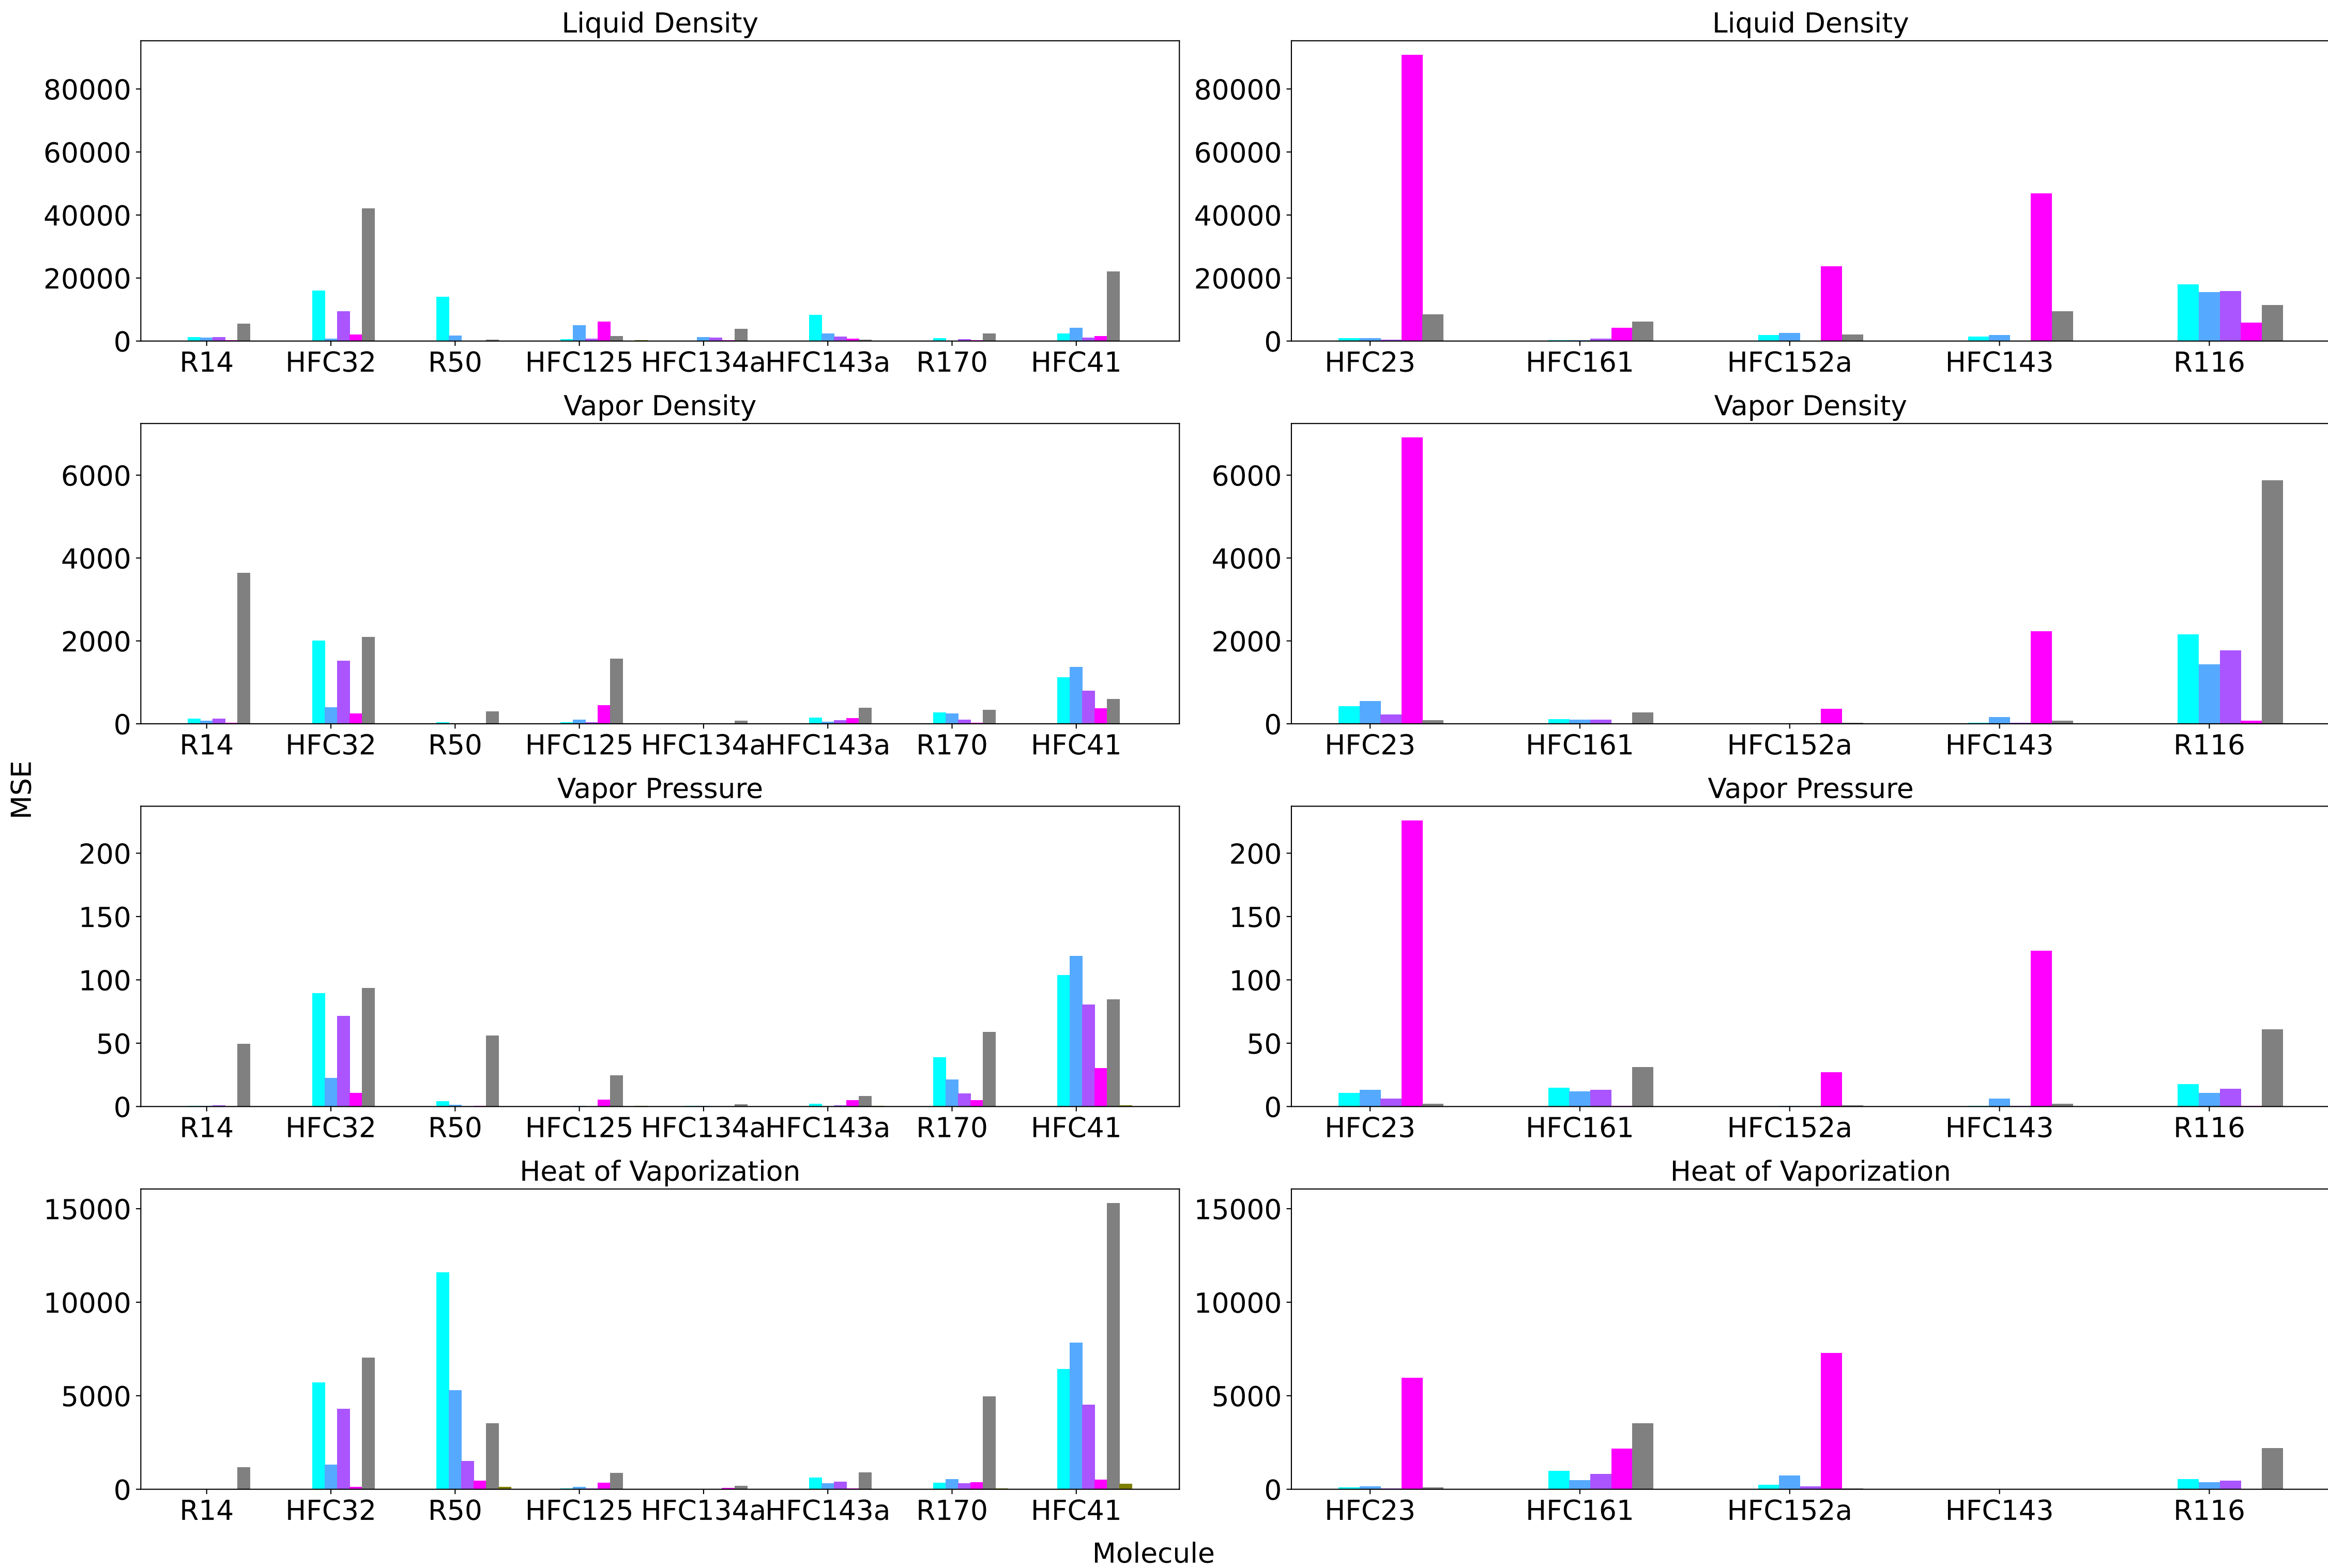 Liquid Density
80000
60000
40000
20000
0
R14 HFC32 R50 HFC125 HFC134a HFC143a R170 HFC41
Liquid Density
80000
60000
40000
20000
0
HFC23 HFC161 HFC152a HFC143 R116
Vapor Density
6000
4000
2000
0
R14 HFC32 R50 HFC125 HFC134a HFC143a R170 HFC41
Vapor Density
6000
4000
2000
0
HFC23 HFC161 HFC152a HFC143 R116
MSE
Vapor Pressure
200
150
100
50
0
R14 HFC32 R50 HFC125 HFC134a HFC143a R170 HFC41
Vapor Pressure
200
150
100
50
0
HFC23 HFC161 HFC152a HFC143 R116
Heat of Vaporization
15000
10000
5000
0
R14 HFC32 R50 HFC125 HFC134a HFC143a R170 HFC41
Heat of Vaporization
15000
10000
5000
0
HFC23 HFC161 HFC152a HFC143 R116
Molecule